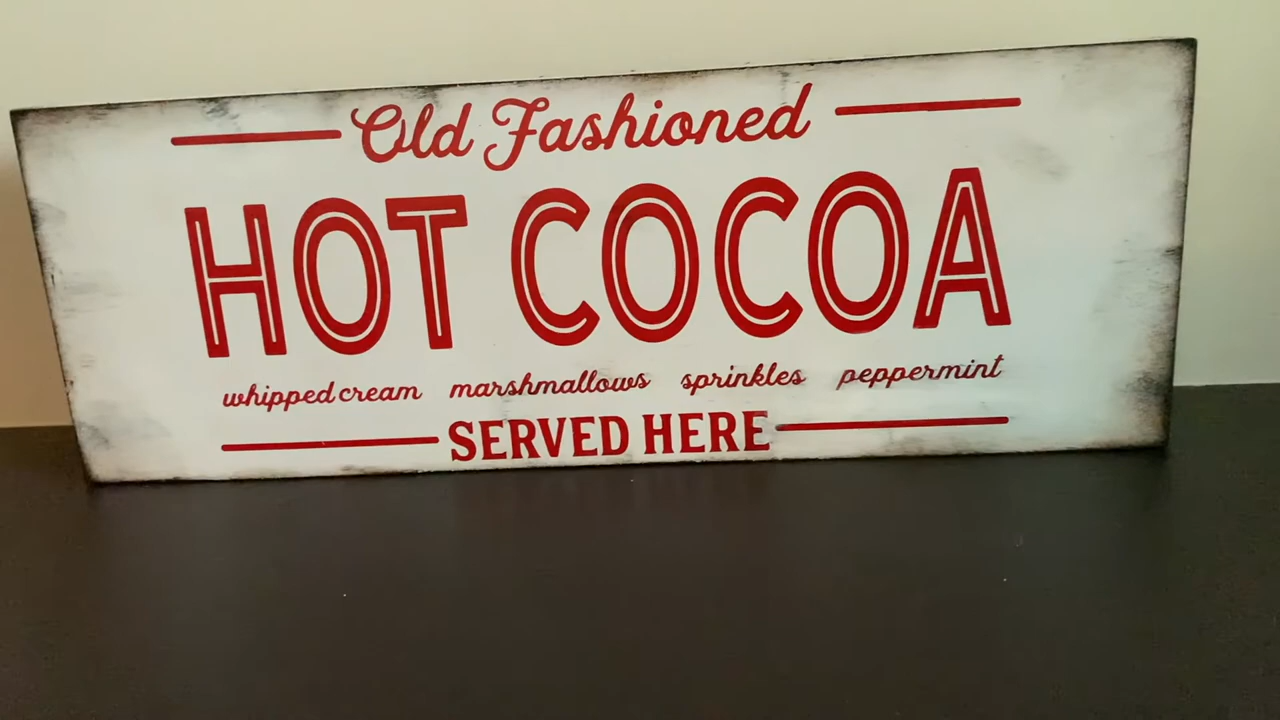 Old Fashioned
HOT COCOA
whipped cream marshmallows sprinkles peppermint
SERVED HERE